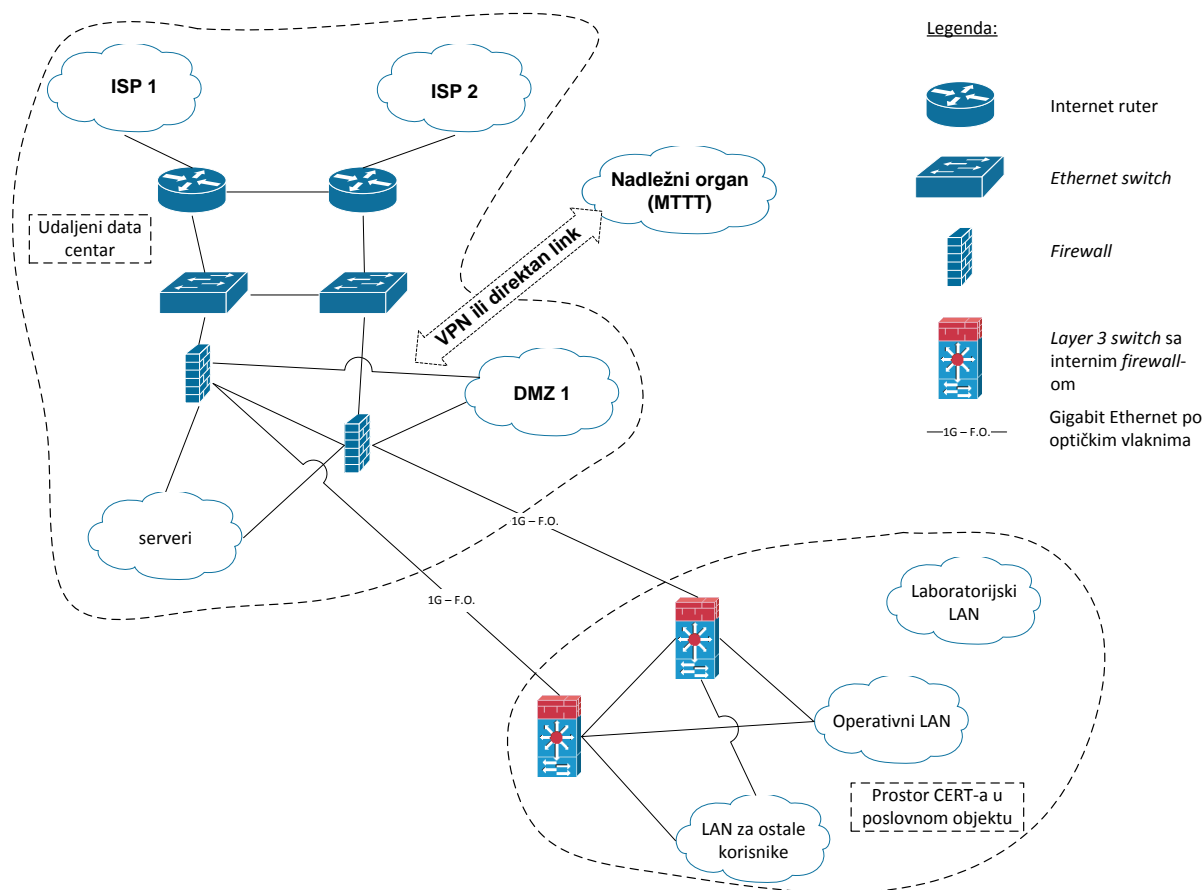 ISP 1
ISP 2
Nadležni organ
(MTTT)
Udaljeni data
centar
VPN ili direktan link
DMZ 1
serveri
1G – F.O.
1G – F.O.
Laboratorijski
LAN
Operativni LAN
Prostor CERT-a u
poslovnom objektu
LAN za ostale
korisnike
Legenda:
Internet ruter
Ethernet switch
Firewall
Layer 3 switch sa
internim firewall-
om
1G – F.O.
Gigabit Ethernet po
optičkim vlaknima